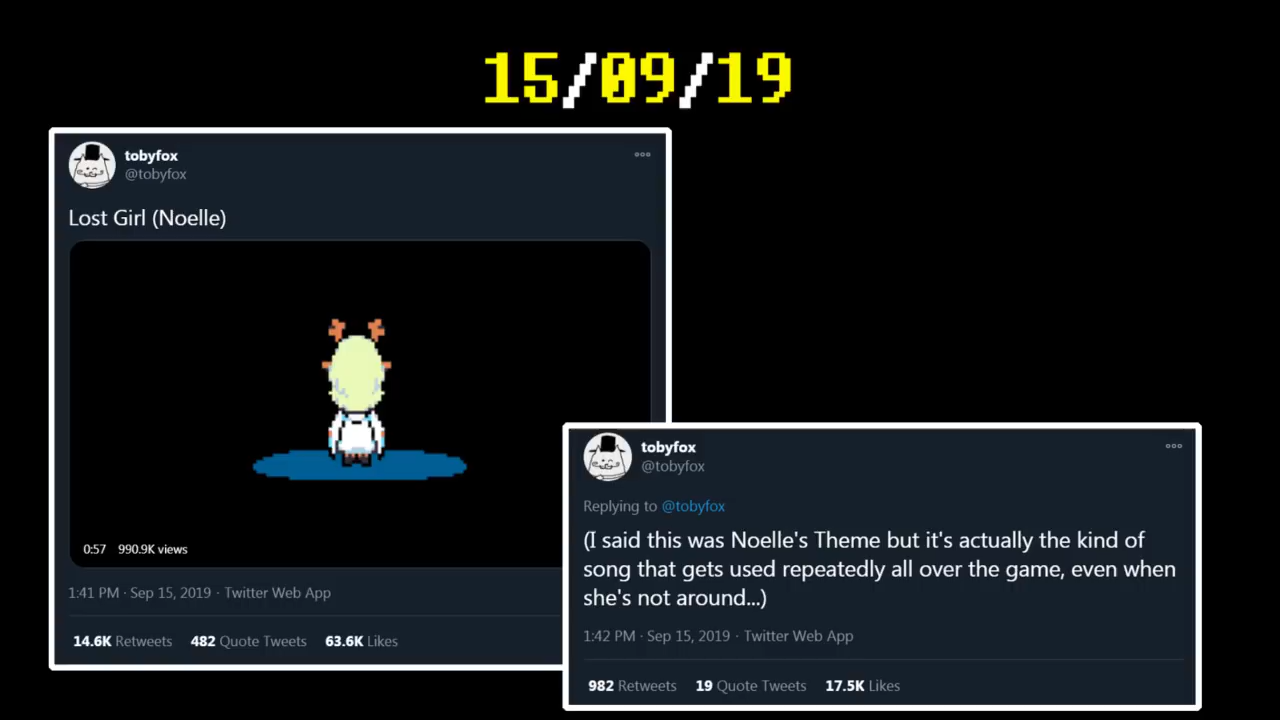 15/09/19
tobyfox
@tobyfox
Lost Girl (Noelle)
0:57 990.9K views
1:41 PM · Sep 15, 2019 · Twitter Web App
14.6K Retweets 482 Quote Tweets 63.6K Likes
tobyfox
@tobyfox
Replying to @tobyfox
(I said this was Noelle's Theme but it's actually the kind of
song that gets used repeatedly all over the game, even when
she's not around...)
1:42 PM · Sep 15, 2019 · Twitter Web App
982 Retweets 19 Quote Tweets 17.5K Likes